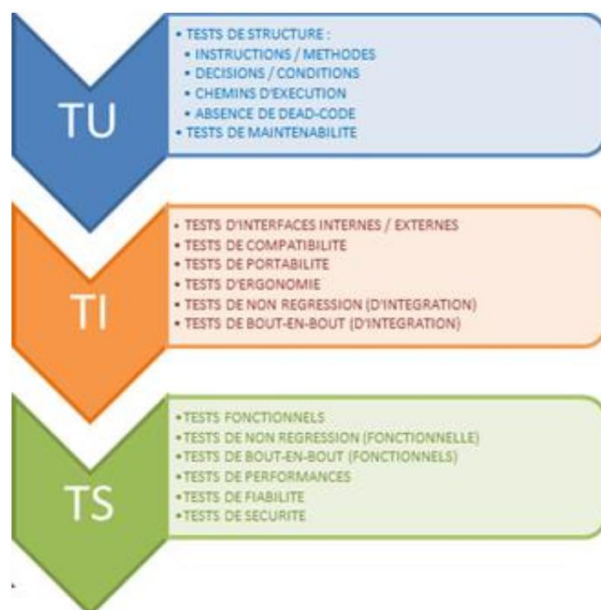 TU
• TESTS DE STRUCTURE :
• INSTRUCTIONS / METHODES
• DECISIONS / CONDITIONS
• CHEMINS D'EXECUTION
• ABSENCE DE DEAD-CODE
• TESTS DE MAINTENABILITE
TI
• TESTS D'INTERFACES INTERNES / EXTERNES
• TESTS DE COMPATIBILITE
• TESTS DE PORTABILITE
• TESTS D'ERGONOMIE
• TESTS DE NON REGRESSION (D'INTEGRATION)
• TESTS DE BOUT-EN-BOUT (D'INTEGRATION)
TS
•TESTS FONCTIONNELS
•TESTS DE NON REGRESSION (FONCTIONNELLE)
•TESTS DE BOUT-EN-BOUT (FONCTIONNELS)
•TESTS DE PERFORMANCES
•TESTS DE FIABILITE
•TESTS DE SECURITE